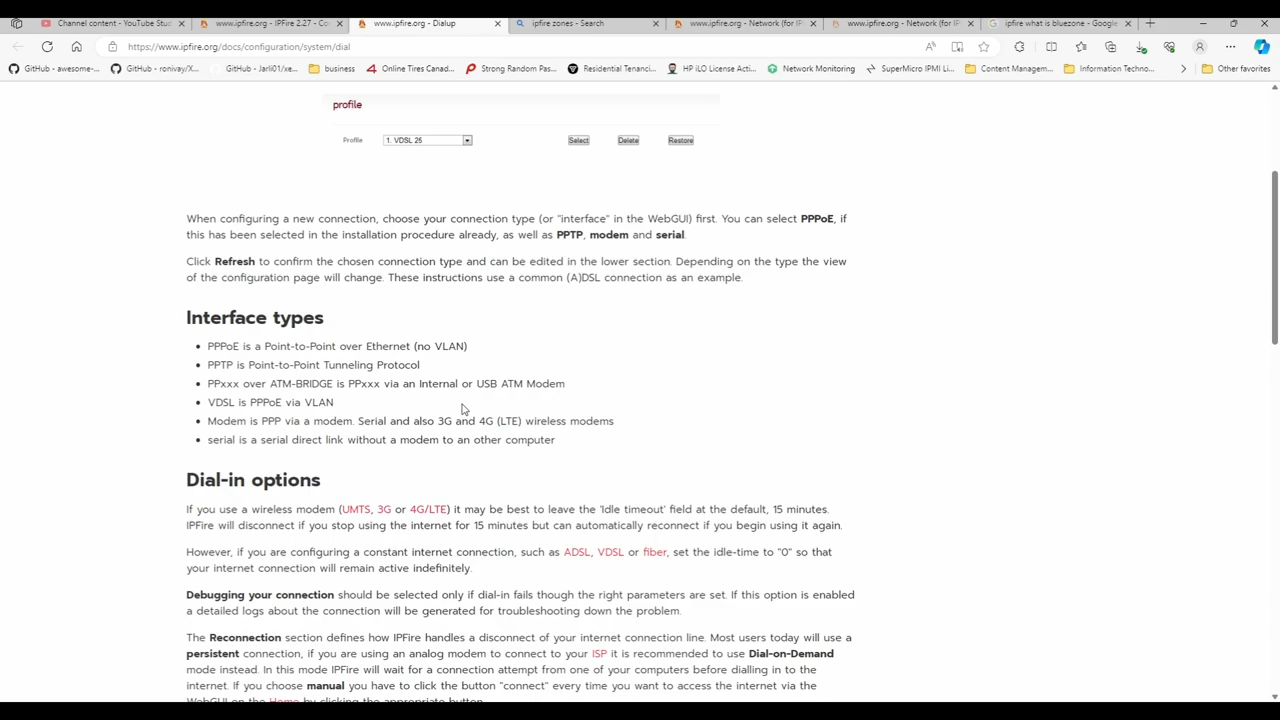 Channel content - YouTube Stud
www.ipfire.org - IPFire 2.27 - Co
www.ipfire.org - Dialup
ipfire zones - Search
www.ipfire.org - Network (for IP
www.ipfire.org - Network (for IP
ipfire what is bluezone - Google
https://www.ipfire.org/docs/configuration/system/dial
GitHub - awesome-...
GitHub - ronivay/X...
GitHub - Jarli01/xe...
business
Online Tires Canad...
Strong Random Pas...
Residential Tenanci...
HP iLO License Acti...
Network Monitoring
SuperMicro IPMI Li...
Content Managem...
Information Techno...
Other favorites
profile
Profile
1. VDSL 25
Select
Delete
Restore
When configuring a new connection, choose your connection type (or "interface" in the WebGUI) first. You can select PPPoE, if
this has been selected in the installation procedure already, as well as PPTP, modem and serial.
Click Refresh to confirm the chosen connection type and can be edited in the lower section. Depending on the type the view
of the configuration page will change. These instructions use a common (A)DSL connection as an example.
Interface types
• PPPoE is a Point-to-Point over Ethernet (no VLAN)
• PPTP is Point-to-Point Tunneling Protocol
• PPxxx over ATM-BRIDGE is PPxxx via an Internal or USB ATM Modem
• VDSL is PPPoE via VLAN
• Modem is PPP via a modem. Serial and also 3G and 4G (LTE) wireless modems
• serial is a serial direct link without a modem to an other computer
Dial-in options
If you use a wireless modem (UMTS, 3G or 4G/LTE) it may be best to leave the 'Idle timeout' field at the default, 15 minutes.
IPFire will disconnect if you stop using the internet for 15 minutes but can automatically reconnect if you begin using it again.
However, if you are configuring a constant internet connection, such as ADSL, VDSL or fiber, set the idle-time to "0" so that
your internet connection will remain active indefinitely.
Debugging your connection should be selected only if dial-in fails though the right parameters are set. If this option is enabled
a detailed logs about the connection will be generated for troubleshooting down the problem.
The Reconnection section defines how IPFire handles a disconnect of your internet connection line. Most users today will use a
persistent connection, if you are using an analog modem to connect to your ISP it is recommended to use Dial-on-Demand
mode instead. In this mode IPFire will wait for a connection attempt from one of your computers before dialling in to the
internet. If you choose manual you have to click the button "connect" every time you want to access the internet via the
WebGUI on the Home by clicking the appropriate button.